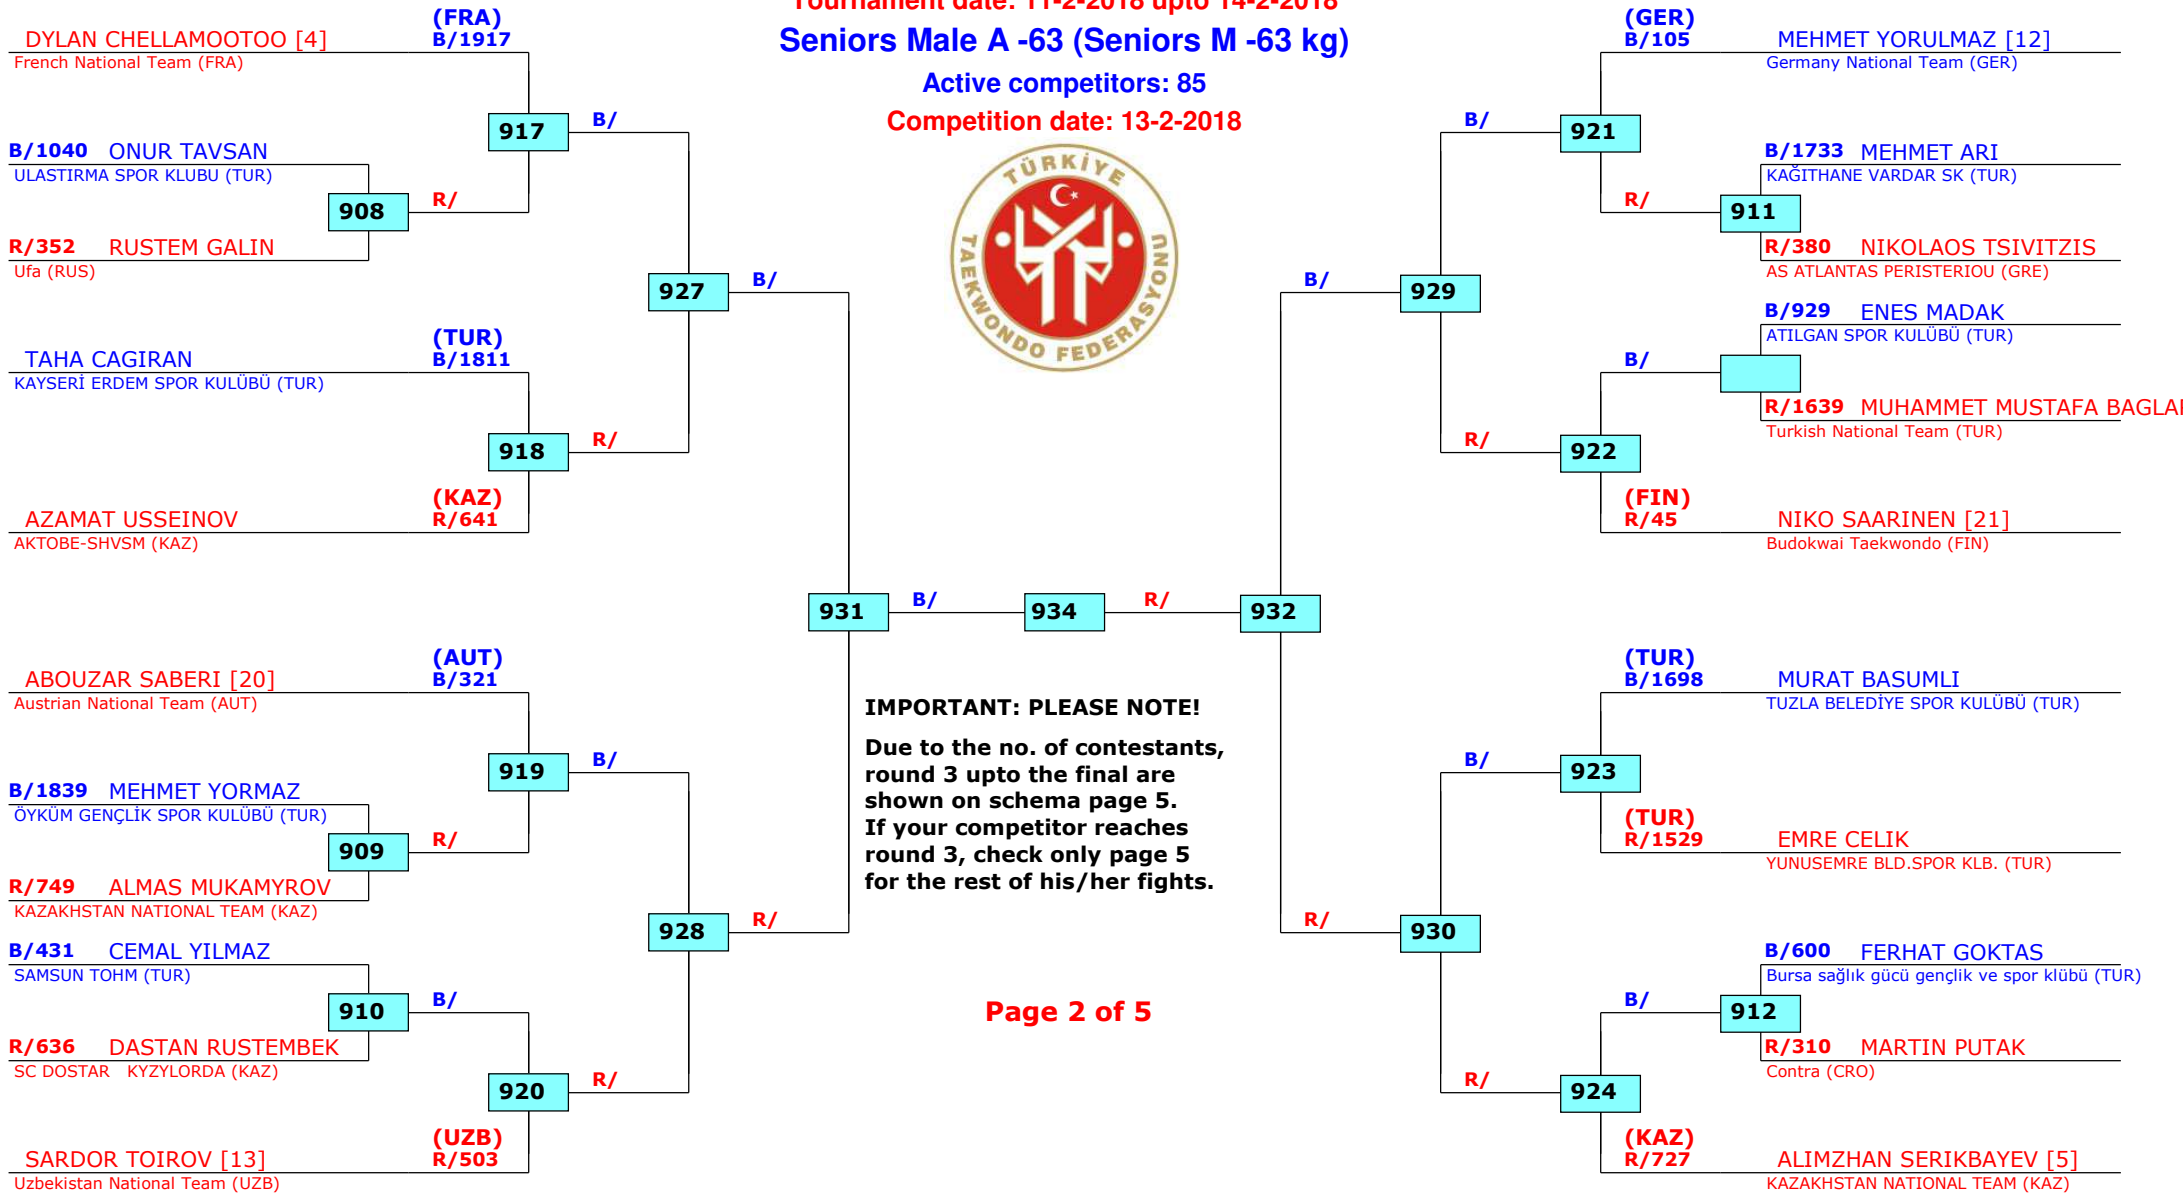 Tournament date: 11-2-2018 upto 14-2-2018
Seniors Male A -63 (Seniors M -63 kg)
Active competitors: 85
Competition date: 13-2-2018
TÜRKİYE
TAEKWONDO FEDERASYONU
(FRA)
DYLAN CHELLAMOOTOO [4] B/1917
French National Team (FRA)
917 B/
B/1040 ONUR TAVSAN
ULASTIRMA SPOR KLUBU (TUR)
908 R/
R/352 RUSTEM GALIN
Ufa (RUS)
927 B/
(TUR)
TAHA CAGIRAN B/1811
KAYSERİ ERDEM SPOR KULÜBÜ (TUR)
918 R/
(KAZ)
AZAMAT USSEINOV R/641
AKTOBE-SHVSM (KAZ)
931 B/ 934 R/ 932
(AUT)
ABOUZAR SABERI [20] B/321
Austrian National Team (AUT)
919 B/
B/1839 MEHMET YORMAZ
ÖYKÜM GENÇLİK SPOR KULÜBÜ (TUR)
909 R/
R/749 ALMAS MUKAMYROV
KAZAKHSTAN NATIONAL TEAM (KAZ)
928 R/
B/431 CEMAL YILMAZ
SAMSUN TOHM (TUR)
910 B/
R/636 DASTAN RUSTEMBEK
SC DOSTAR KYZYLORDA (KAZ)
920 R/
(UZB)
SARDOR TOIROV [13] R/503
Uzbekistan National Team (UZB)
IMPORTANT: PLEASE NOTE!
Due to the no. of contestants,
round 3 upto the final are
shown on schema page 5.
If your competitor reaches
round 3, check only page 5
for the rest of his/her fights.
Page 2 of 5
(GER)
B/105 MEHMET YORULMAZ [12]
Germany National Team (GER)
B/ 921
B/1733 MEHMET ARI
KAĞITHANE VARDAR SK (TUR)
R/ 911
R/380 NIKOLAOS TSIVITZIS
AS ATLANTAS PERISTERIOU (GRE)
B/ 929
B/929 ENES MADAK
ATILGAN SPOR KULÜBÜ (TUR)
B/
R/1639 MUHAMMET MUSTAFA
Turkish National Team (TUR)
R/ 922
(FIN)
R/45 NIKO SAARINEN [21]
Budokwai Taekwondo (FIN)
(TUR)
B/1698 MURAT BASUMLI
TUZLA BELEDİYE SPOR KULÜBÜ (TUR)
B/ 923
(TUR)
R/1529 EMRE CELIK
YUNUSEMRE BLD.SPOR KLB. (TUR)
R/ 930
B/600 FERHAT GOKTAS
Bursa sağlık gücü gençlik ve spor klübü (TUR)
B/ 912
R/310 MARTIN PUTAK
Contra (CRO)
R/ 924
(KAZ)
R/727 ALIMZHAN SERIKBAYEV [5]
KAZAKHSTAN NATIONAL TEAM (KAZ)